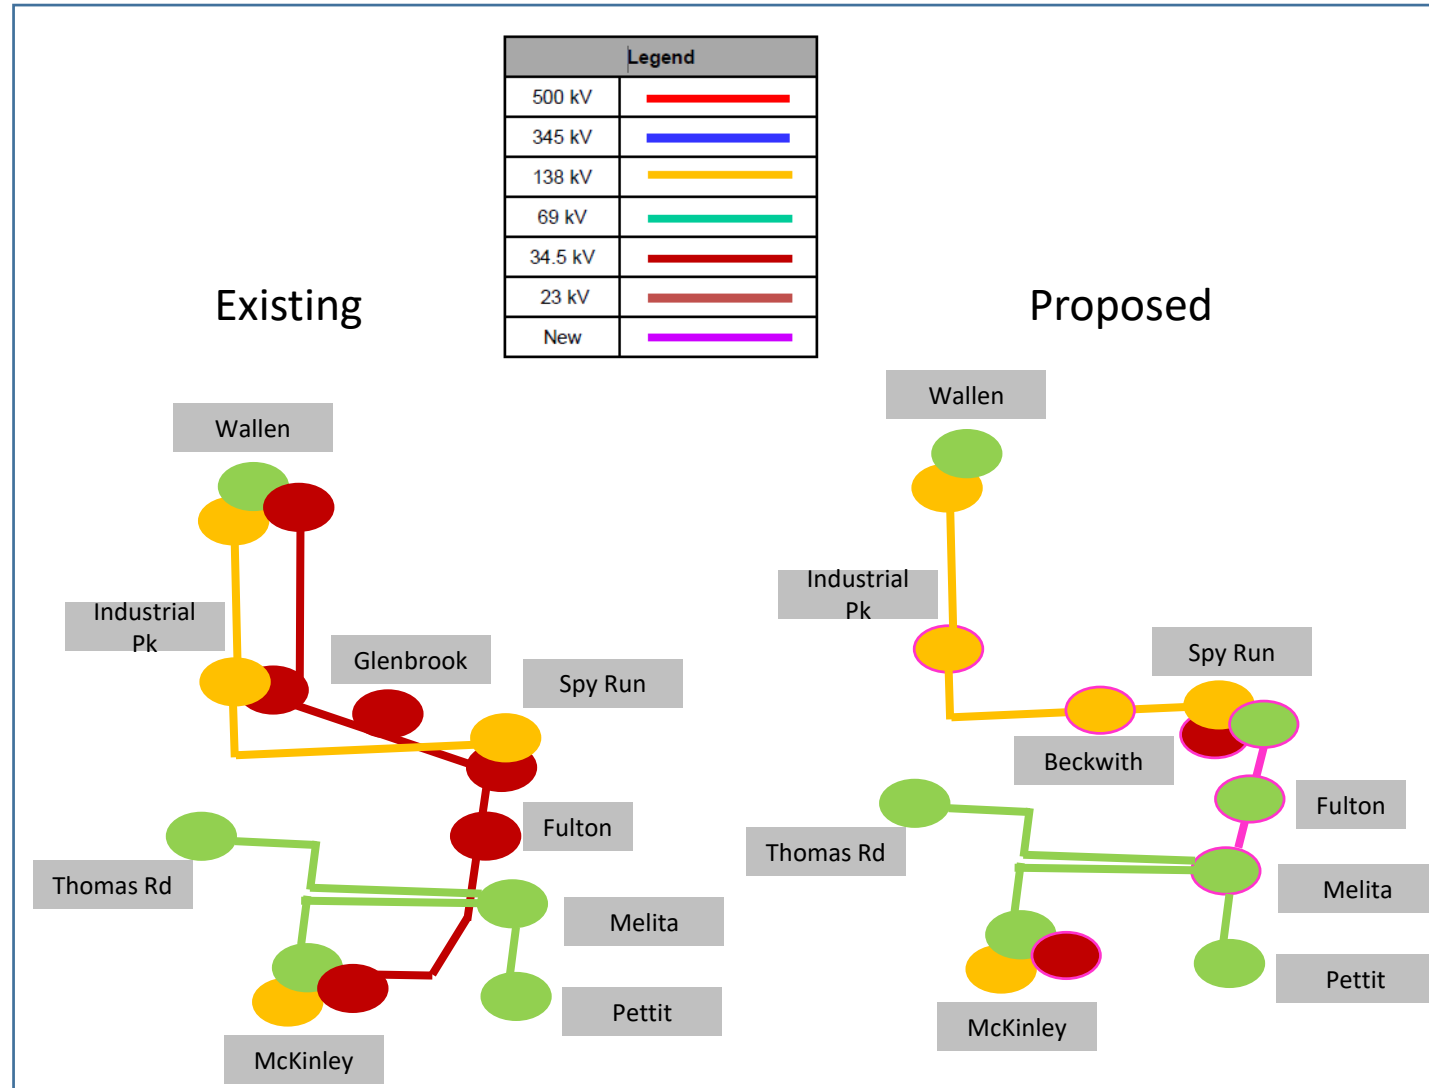 Legend
500 kV
345 kV
138 kV
69 kV
34.5 kV
23 kV
New
Existing
Wallen
Industrial
Pk
Glenbrook
Spy Run
Fulton
Thomas Rd
Melita
Pettit
McKinley
Proposed
Wallen
Industrial
Pk
Spy Run
Beckwith
Fulton
Thomas Rd
Melita
Pettit
McKinley